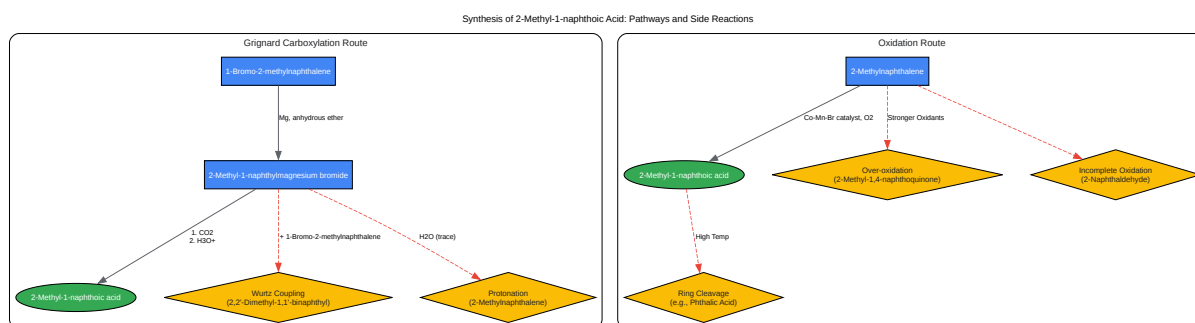 Synthesis of 2-Methyl-1-naphthoic Acid: Pathways and Side Reactions
Grignard Carboxylation Route
1-Bromo-2-methylnaphthalene
Mg, anhydrous ether
2-Methyl-1-naphthylmagnesium bromide
1. CO2
2. H3O+
+ 1-Bromo-2-methylnaphthalene
H2O (trace)
2-Methyl-1-naphthoic acid
Wurtz Coupling
(2,2'-Dimethyl-1,1'-binaphthyl)
Protonation
(2-Methylnaphthalene)
Oxidation Route
2-Methylnaphthalene
Co-Mn-Br catalyst, O2
Stronger Oxidants
2-Methyl-1-naphthoic acid
Over-oxidation
(2-Methyl-1,4-naphthoquinone)
Incomplete Oxidation
(2-Naphthaldehyde)
High Temp
Ring Cleavage
(e.g., Phthalic Acid)